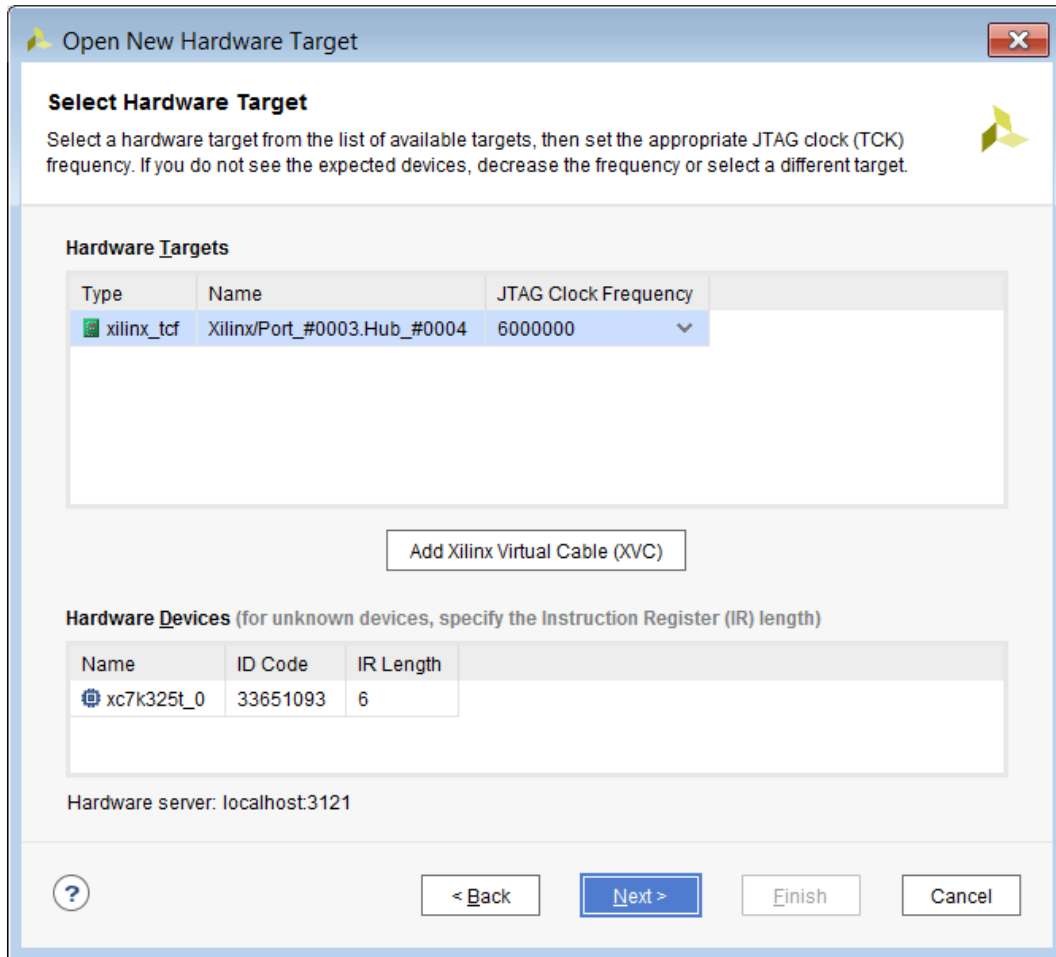 Open New Hardware Target
Select Hardware Target
Select a hardware target from the list of available targets, then set the appropriate JTAG clock (TCK)
frequency. If you do not see the expected devices, decrease the frequency or select a different target.
Hardware Targets
Type Name JTAG Clock Frequency
xilinx_tcf Xilinx/Port_#0003.Hub_#0004 6000000
Add Xilinx Virtual Cable (XVC)
Hardware Devices (for unknown devices, specify the Instruction Register (IR) length)
Name ID Code IR Length
xc7k325t_0 33651093 6
Hardware server: localhost:3121
? < Back Next > Finish Cancel